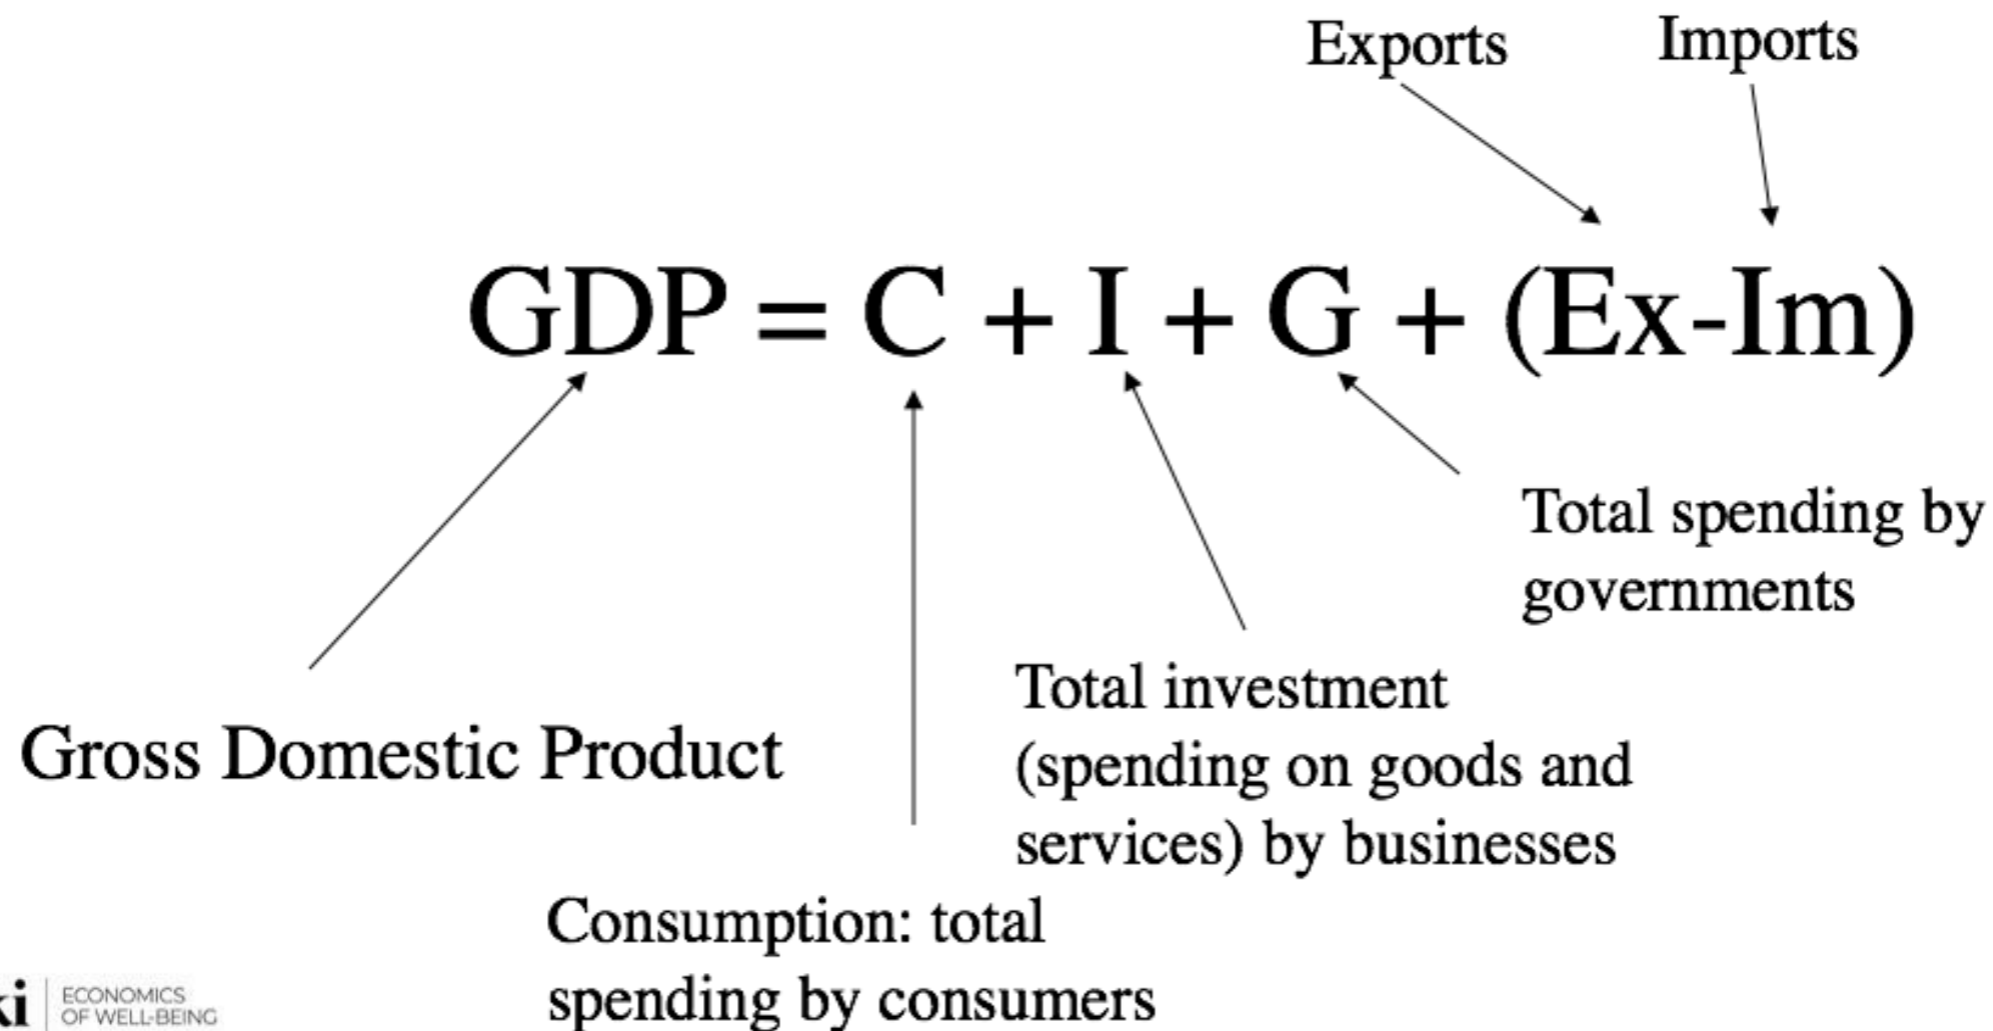 Exports
Imports
GDP = C + I + G + (Ex-Im)
Total spending by
governments
Total investment
(spending on goods and
services) by businesses
Gross Domestic Product
Consumption: total
spending by consumers
ECONOMICS
OF WELL-BEING